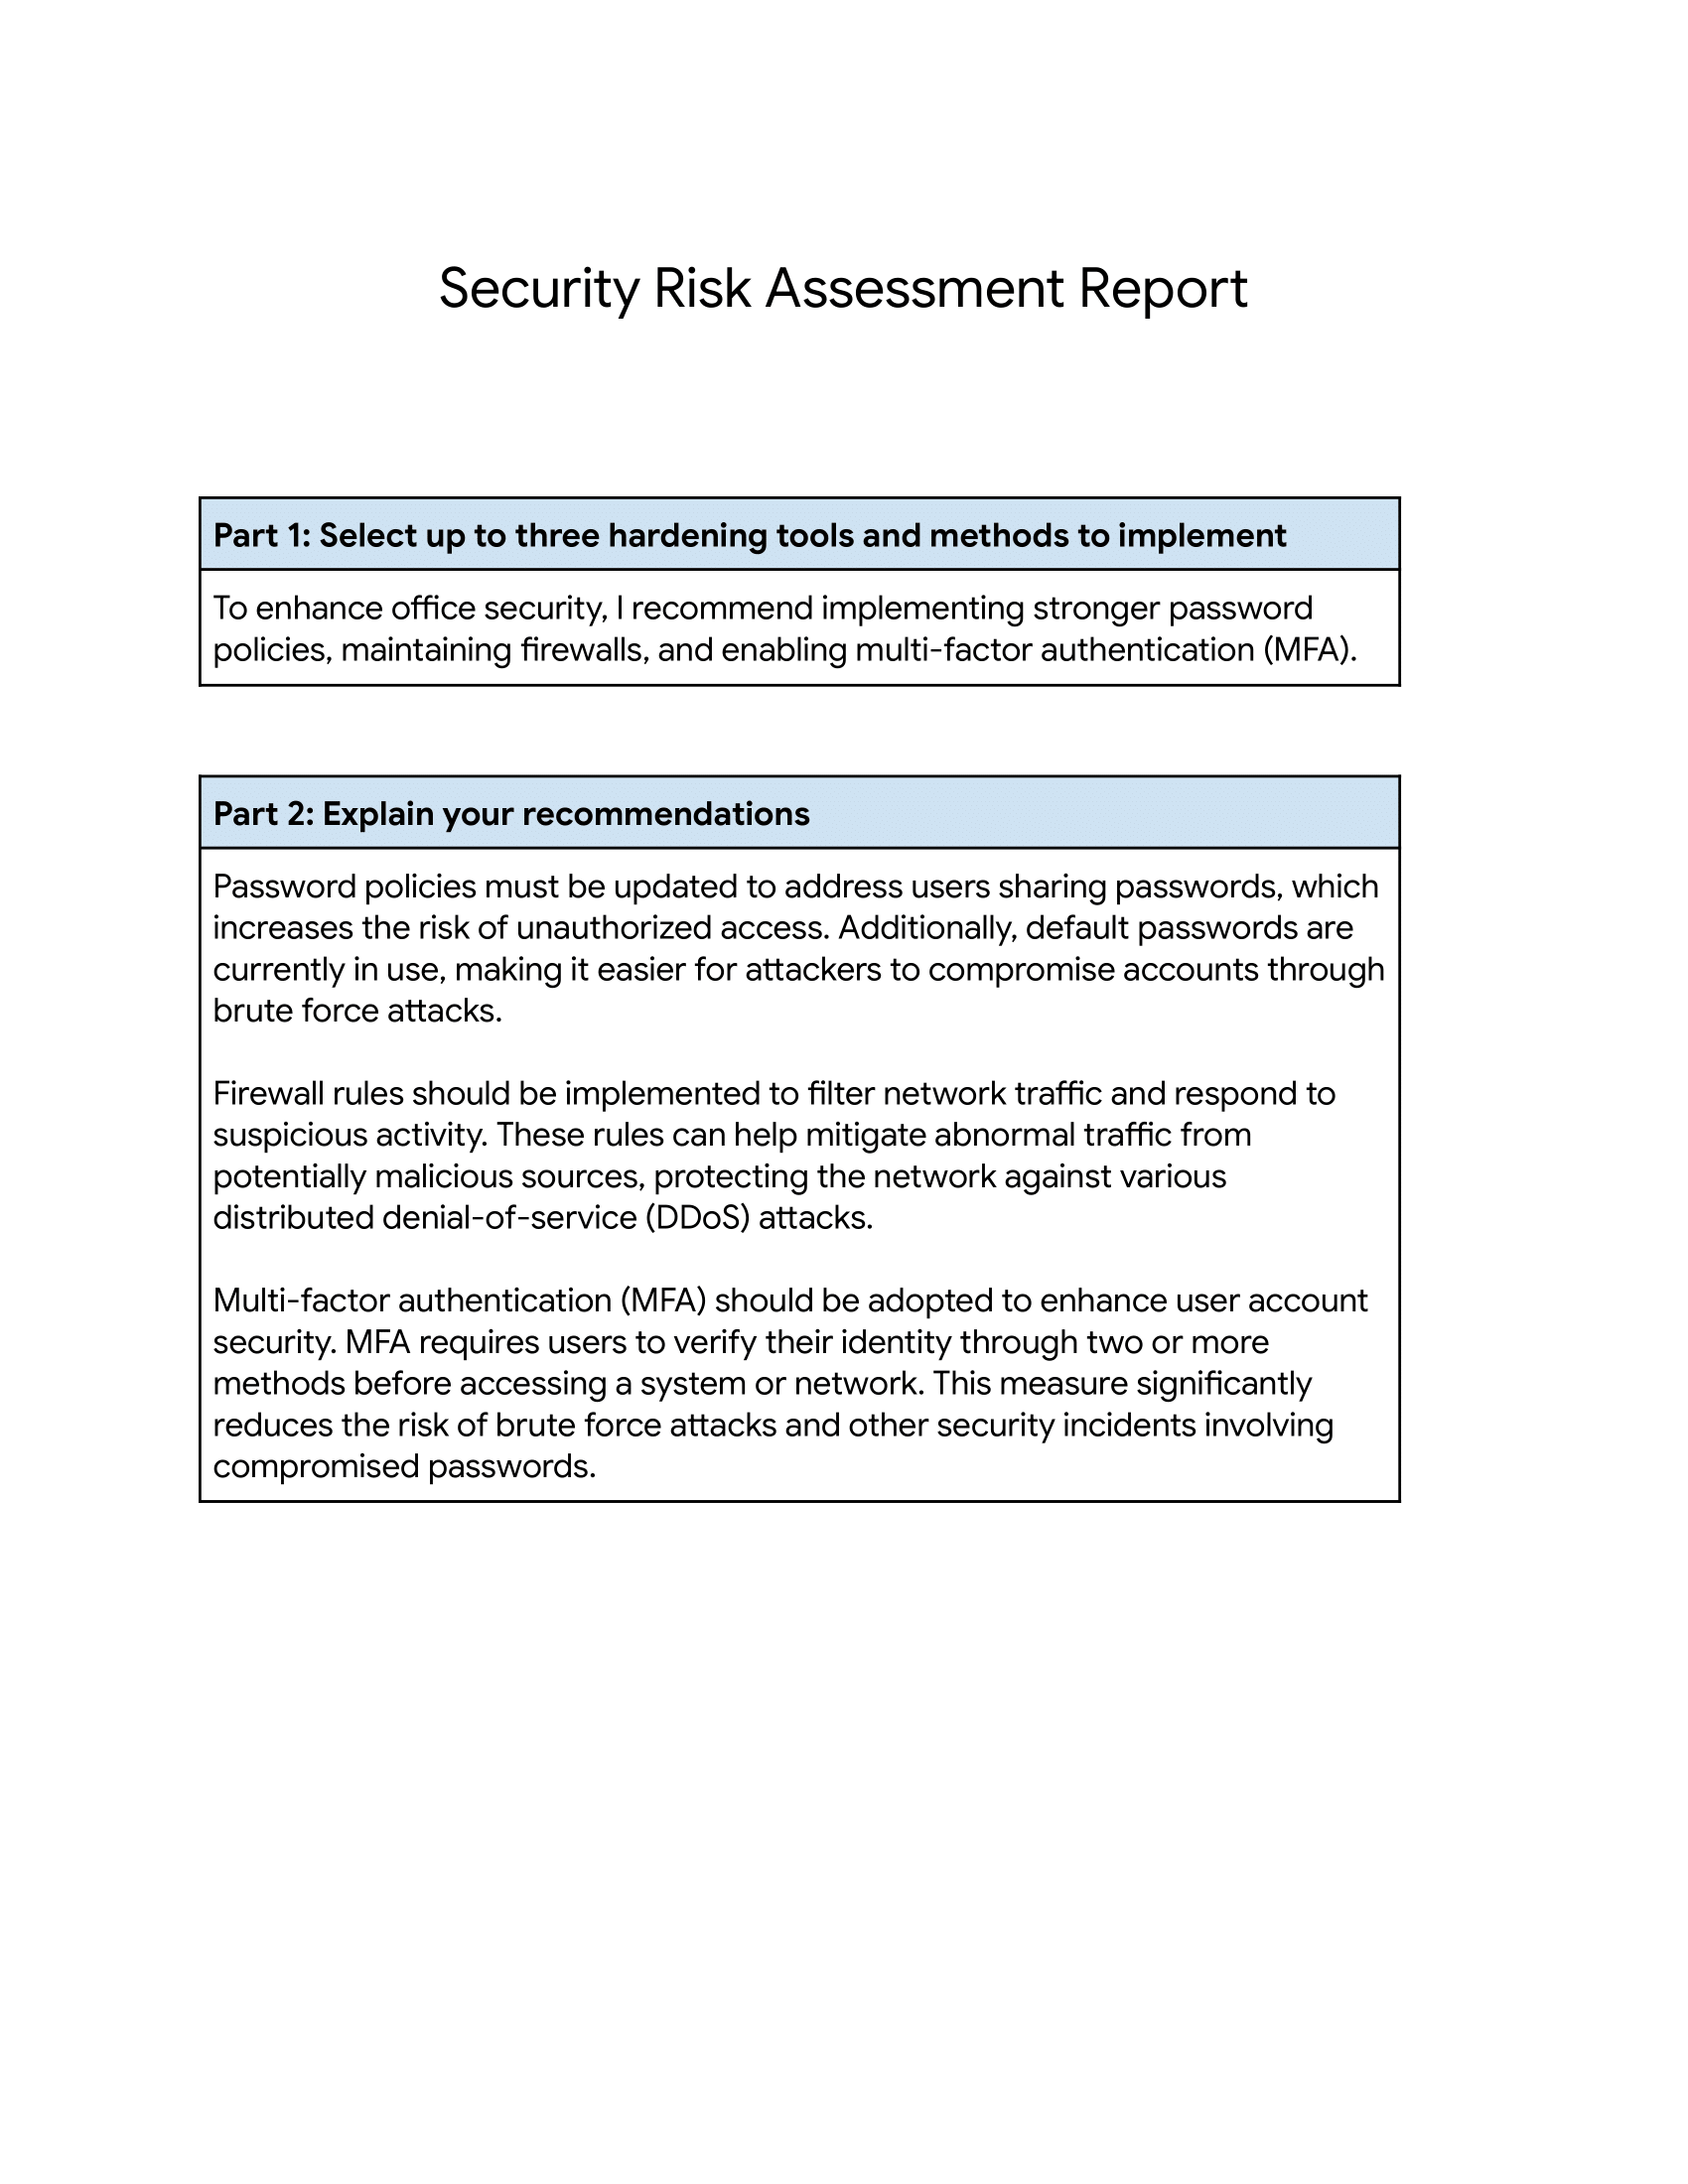 Security Risk Assessment Report
Part 1: Select up to three hardening tools and methods to implement
To enhance office security, I recommend implementing stronger password
policies, maintaining firewalls, and enabling multi-factor authentication (MFA).
Part 2: Explain your recommendations
Password policies must be updated to address users sharing passwords, which
increases the risk of unauthorized access. Additionally, default passwords are
currently in use, making it easier for attackers to compromise accounts through
brute force attacks.
Firewall rules should be implemented to filter network traffic and respond to
suspicious activity. These rules can help mitigate abnormal traffic from
potentially malicious sources, protecting the network against various
distributed denial-of-service (DDoS) attacks.
Multi-factor authentication (MFA) should be adopted to enhance user account
security. MFA requires users to verify their identity through two or more
methods before accessing a system or network. This measure significantly
reduces the risk of brute force attacks and other security incidents involving
compromised passwords.